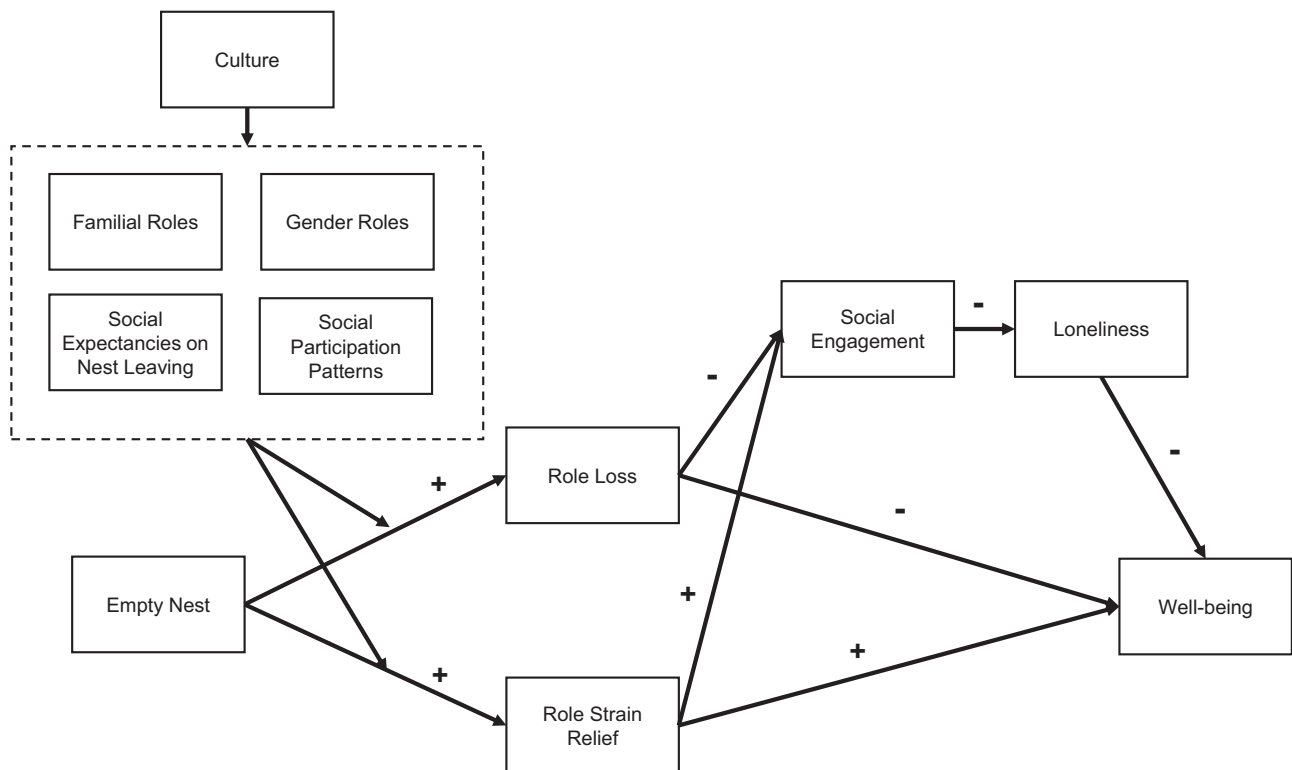 Culture
Familial Roles
Gender Roles
Social
Expectancies on
Nest Leaving
Social
Participation
Patterns
Social
Engagement
-
Loneliness
-
+
Role Loss
-
-
Empty Nest
+
Well-being
+
+
Role Strain
Relief